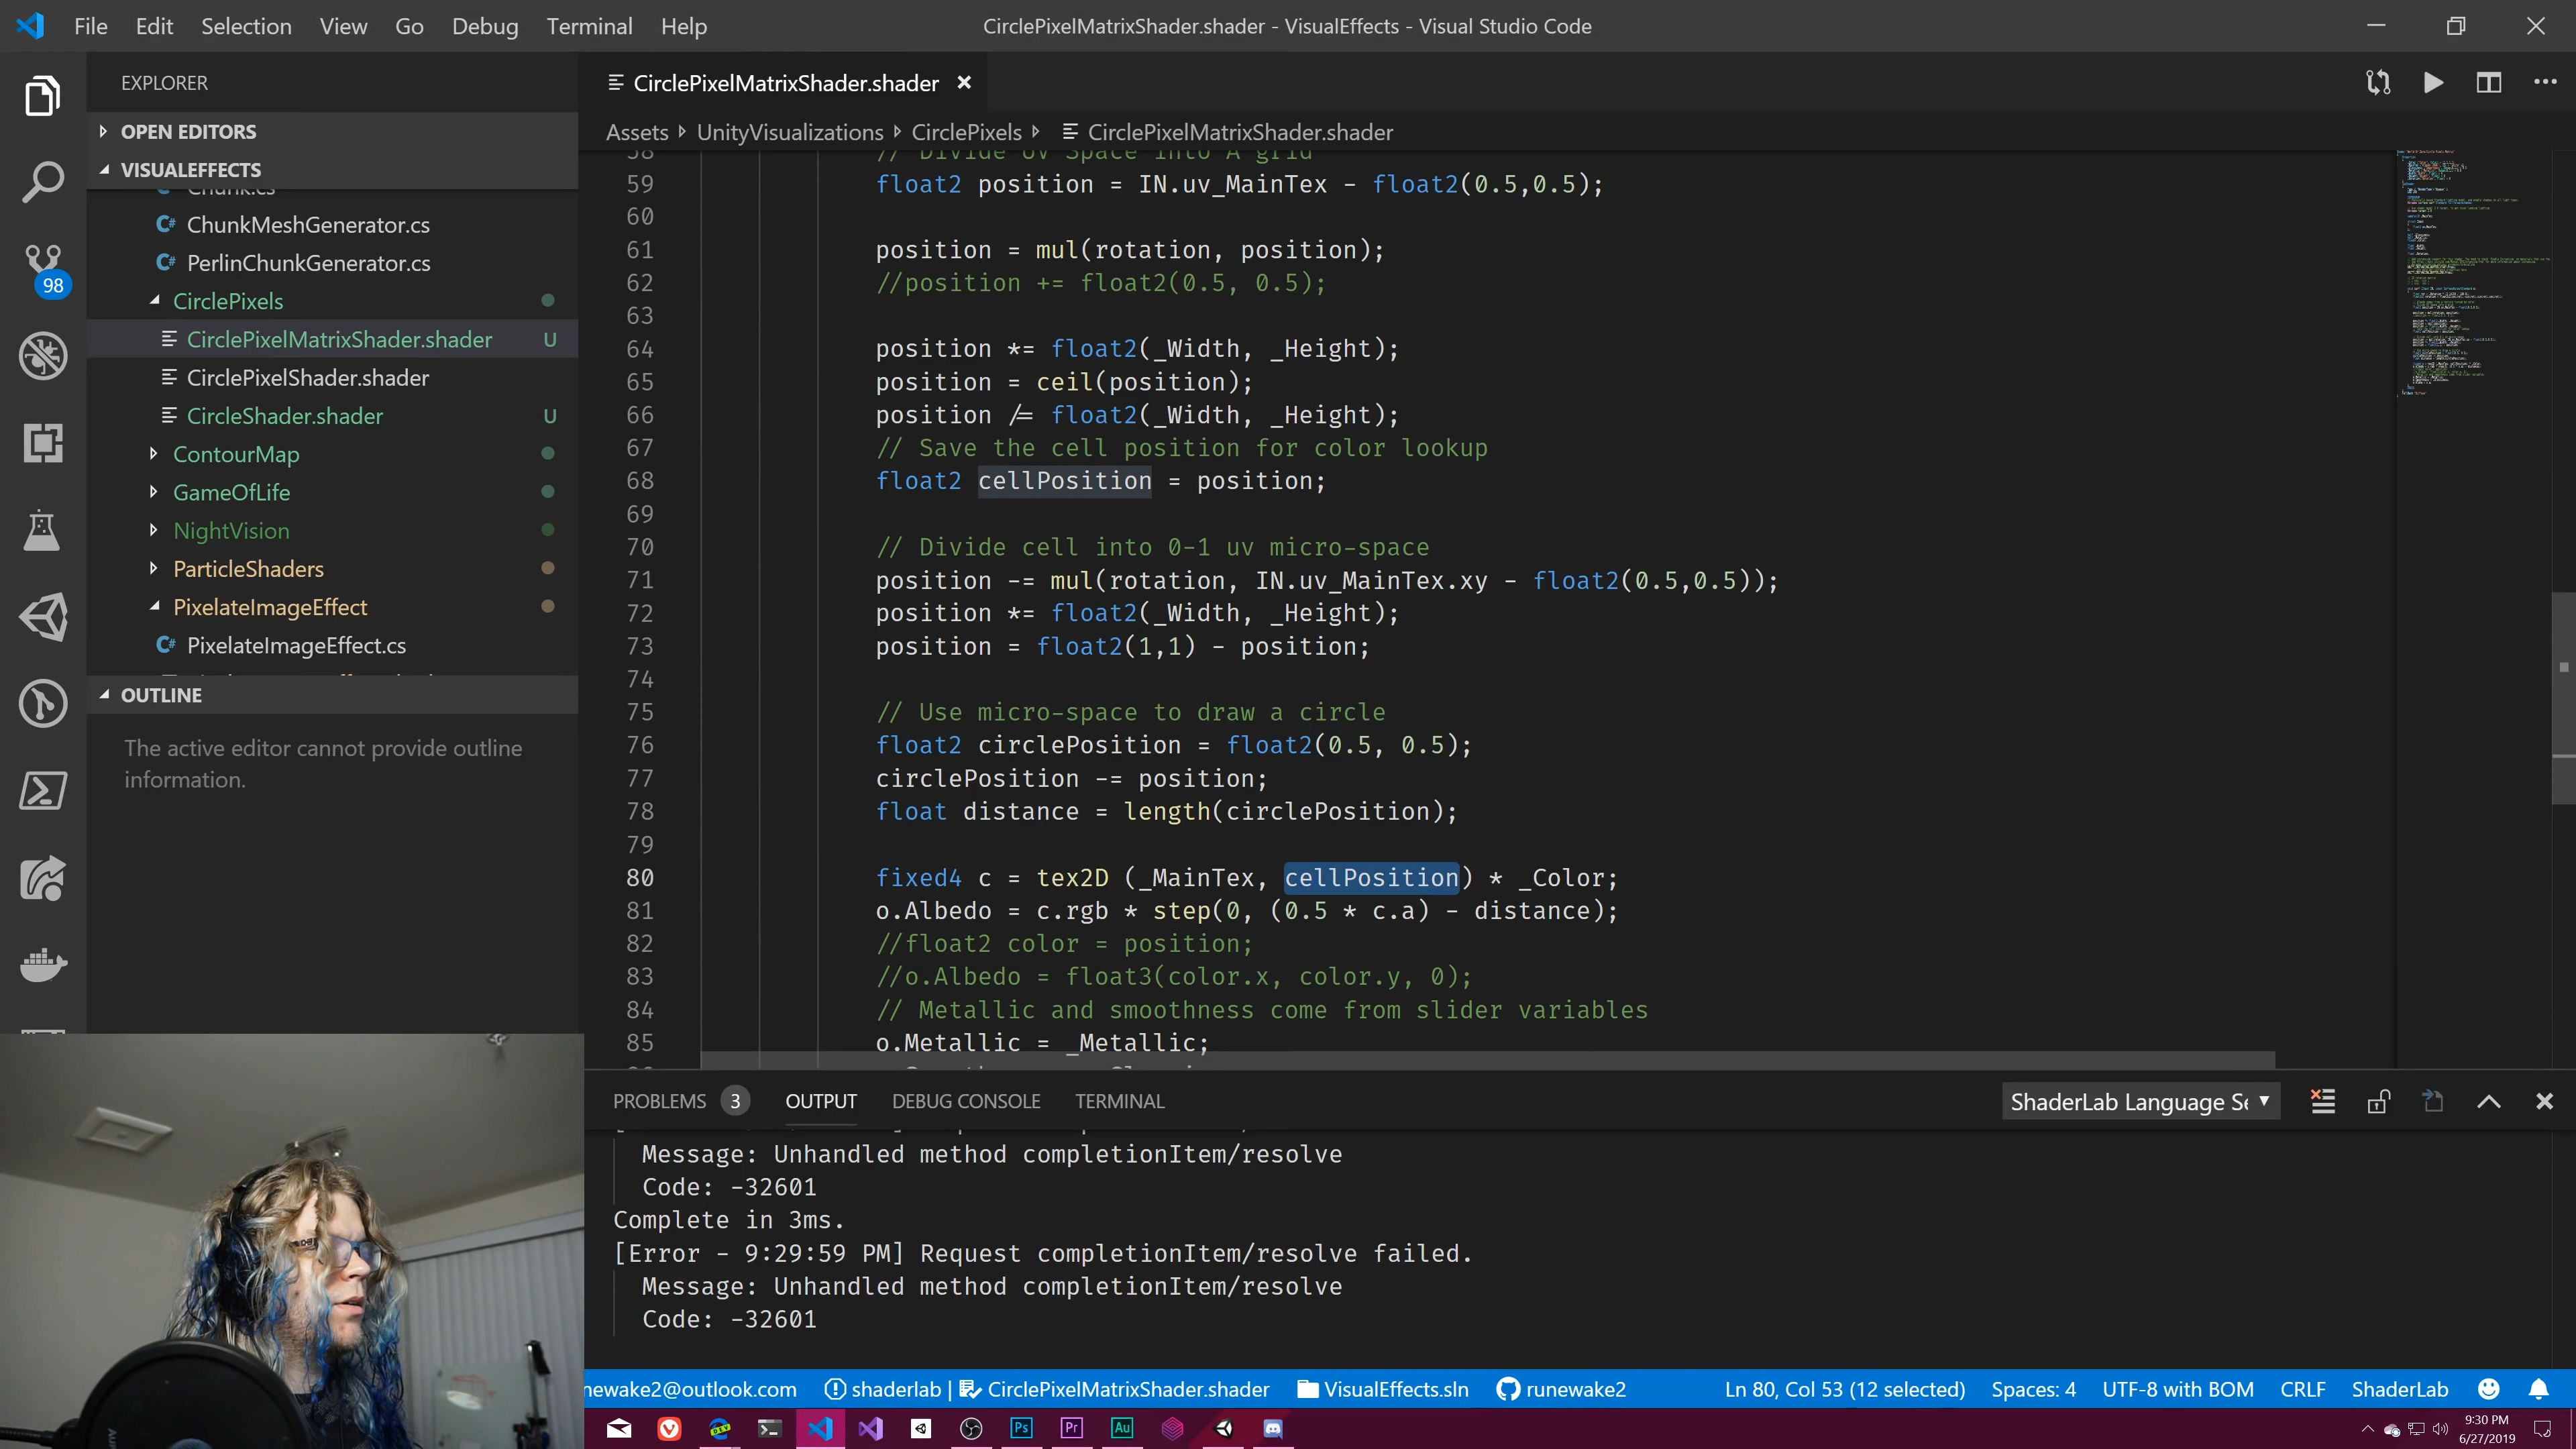 File Edit Selection View Go Debug Terminal Help
CirclePixelMatrixShader.shader - VisualEffects - Visual Studio Code
EXPLORER
OPEN EDITORS
VISUALEFFECTS
Chunk.cs
ChunkMeshGenerator.cs
PerlinChunkGenerator.cs
CirclePixels
CirclePixelMatrixShader.shader U
CirclePixelShader.shader
CircleShader.shader U
ContourMap
GameOfLife
NightVision
ParticleShaders
PixelateImageEffect
PixelateImageEffect.cs
98
OUTLINE
The active editor cannot provide outline
information.
CirclePixelMatrixShader.shader
Assets UnityVisualizations CirclePixels CirclePixelMatrixShader.shader
58 // Divide UV Space into A grid
59 float2 position = IN.uv_MainTex - float2(0.5,0.5);
60
61 position = mul(rotation, position);
62 //position += float2(0.5, 0.5);
63
64 position *= float2(_Width, _Height);
65 position = ceil(position);
66 position /= float2(_Width, _Height);
67 // Save the cell position for color lookup
68 float2 cellPosition = position;
69
70 // Divide cell into 0-1 uv micro-space
71 position -= mul(rotation, IN.uv_MainTex.xy - float2(0.5,0.5));
72 position *= float2(_Width, _Height);
73 position = float2(1,1) - position;
74
75 // Use micro-space to draw a circle
76 float2 circlePosition = float2(0.5, 0.5);
77 circlePosition -= position;
78 float distance = length(circlePosition);
79
80 fixed4 c = tex2D (_MainTex, cellPosition) * _Color;
81 o.Albedo = c.rgb * step(0, (0.5 * c.a) - distance);
82 //float2 color = position;
83 //o.Albedo = float3(color.x, color.y, 0);
84 // Metallic and smoothness come from slider variables
85 o.Metallic = _Metallic;
PROBLEMS 3 OUTPUT DEBUG CONSOLE TERMINAL
ShaderLab Language Se
Message: Unhandled method completionItem/resolve
Code: -32601
Complete in 3ms.
[Error - 9:29:59 PM] Request completionItem/resolve failed.
Message: Unhandled method completionItem/resolve
Code: -32601
newake2@outlook.com shaderlab | CirclePixelMatrixShader.shader VisualEffects.sln runewake2 Ln 80, Col 53 (12 selected) Spaces: 4 UTF-8 with BOM CRLF ShaderLab
Ps Pr Au
9:30 PM
6/27/2019